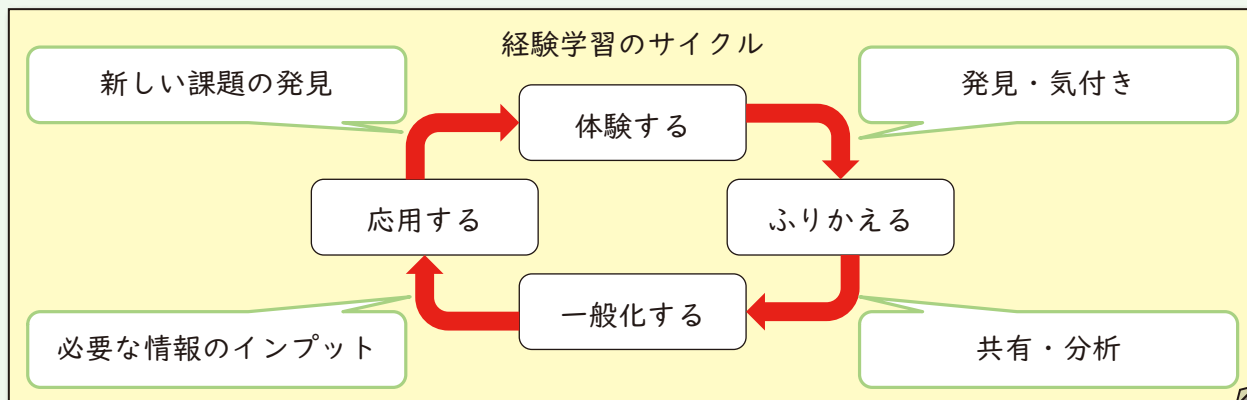 経験学習のサイクル
新しい課題の発見
発見・気付き
体験する
応用する
ふりかえる
一般化する
必要な情報のインプット
共有・分析